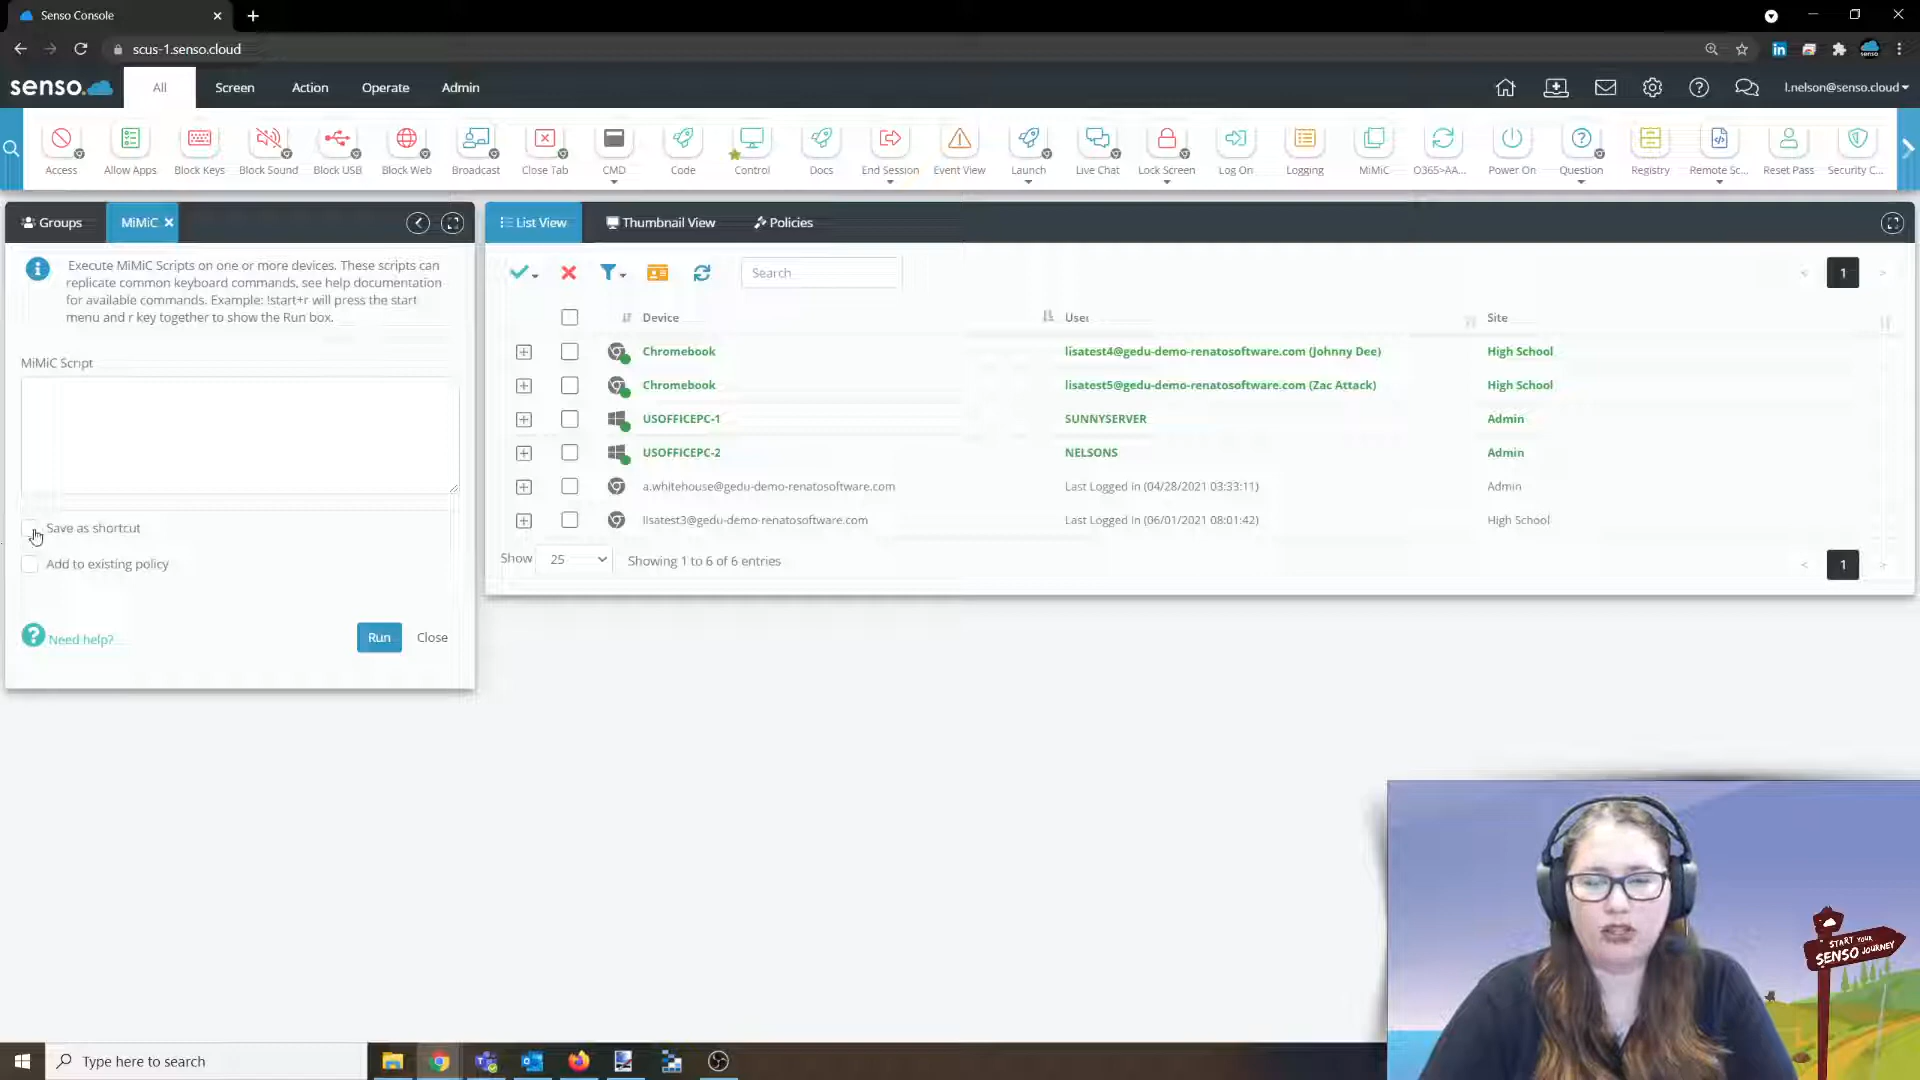 Senso Console
scus-1.senso.cloud
senso.
All
Screen
Action
Operate
Admin
l.nelson@senso.cloud
Access
Allow Apps
Block Keys
Block Sound
Block USB
Block Web
Broadcast
Close Tab
CMD
Code
Control
Docs
End Session
Event View
Launch
Live Chat
Lock Screen
Log On
Logging
MiMiC
O365>AA...
Power On
Question
Registry
Remote Sc...
Reset Pass
Security C...
Groups
MiMiC
List View
Thumbnail View
Policies
Execute MiMiC Scripts on one or more devices. These scripts can
replicate common keyboard commands, see help documentation
for available commands. Example: !start+r will press the start
menu and r key together to show the Run box.
MiMiC Script
Save as shortcut
Add to existing policy
Need help?...
Run
Close
Search
1
Device
User
Site
Chromebook
lisatest4@gedu-demo-renatosoftware.com (Johnny Dee)
High School
Chromebook
lisatest5@gedu-demo-renatosoftware.com (Zac Attack)
High School
USOFFICEPC-1
SUNNYSERVER
Admin
USOFFICEPC-2
NELSONS
Admin
a.whitehouse@gedu-demo-renatosoftware.com
Last Logged in (04/28/2021 03:33:11)
Admin
lisatest3@gedu-demo-renatosoftware.com
Last Logged in (06/01/2021 08:01:42)
High School
Show
25
Showing 1 to 6 of 6 entries
1
START YOUR
SENSO JOURNEY
Type here to search